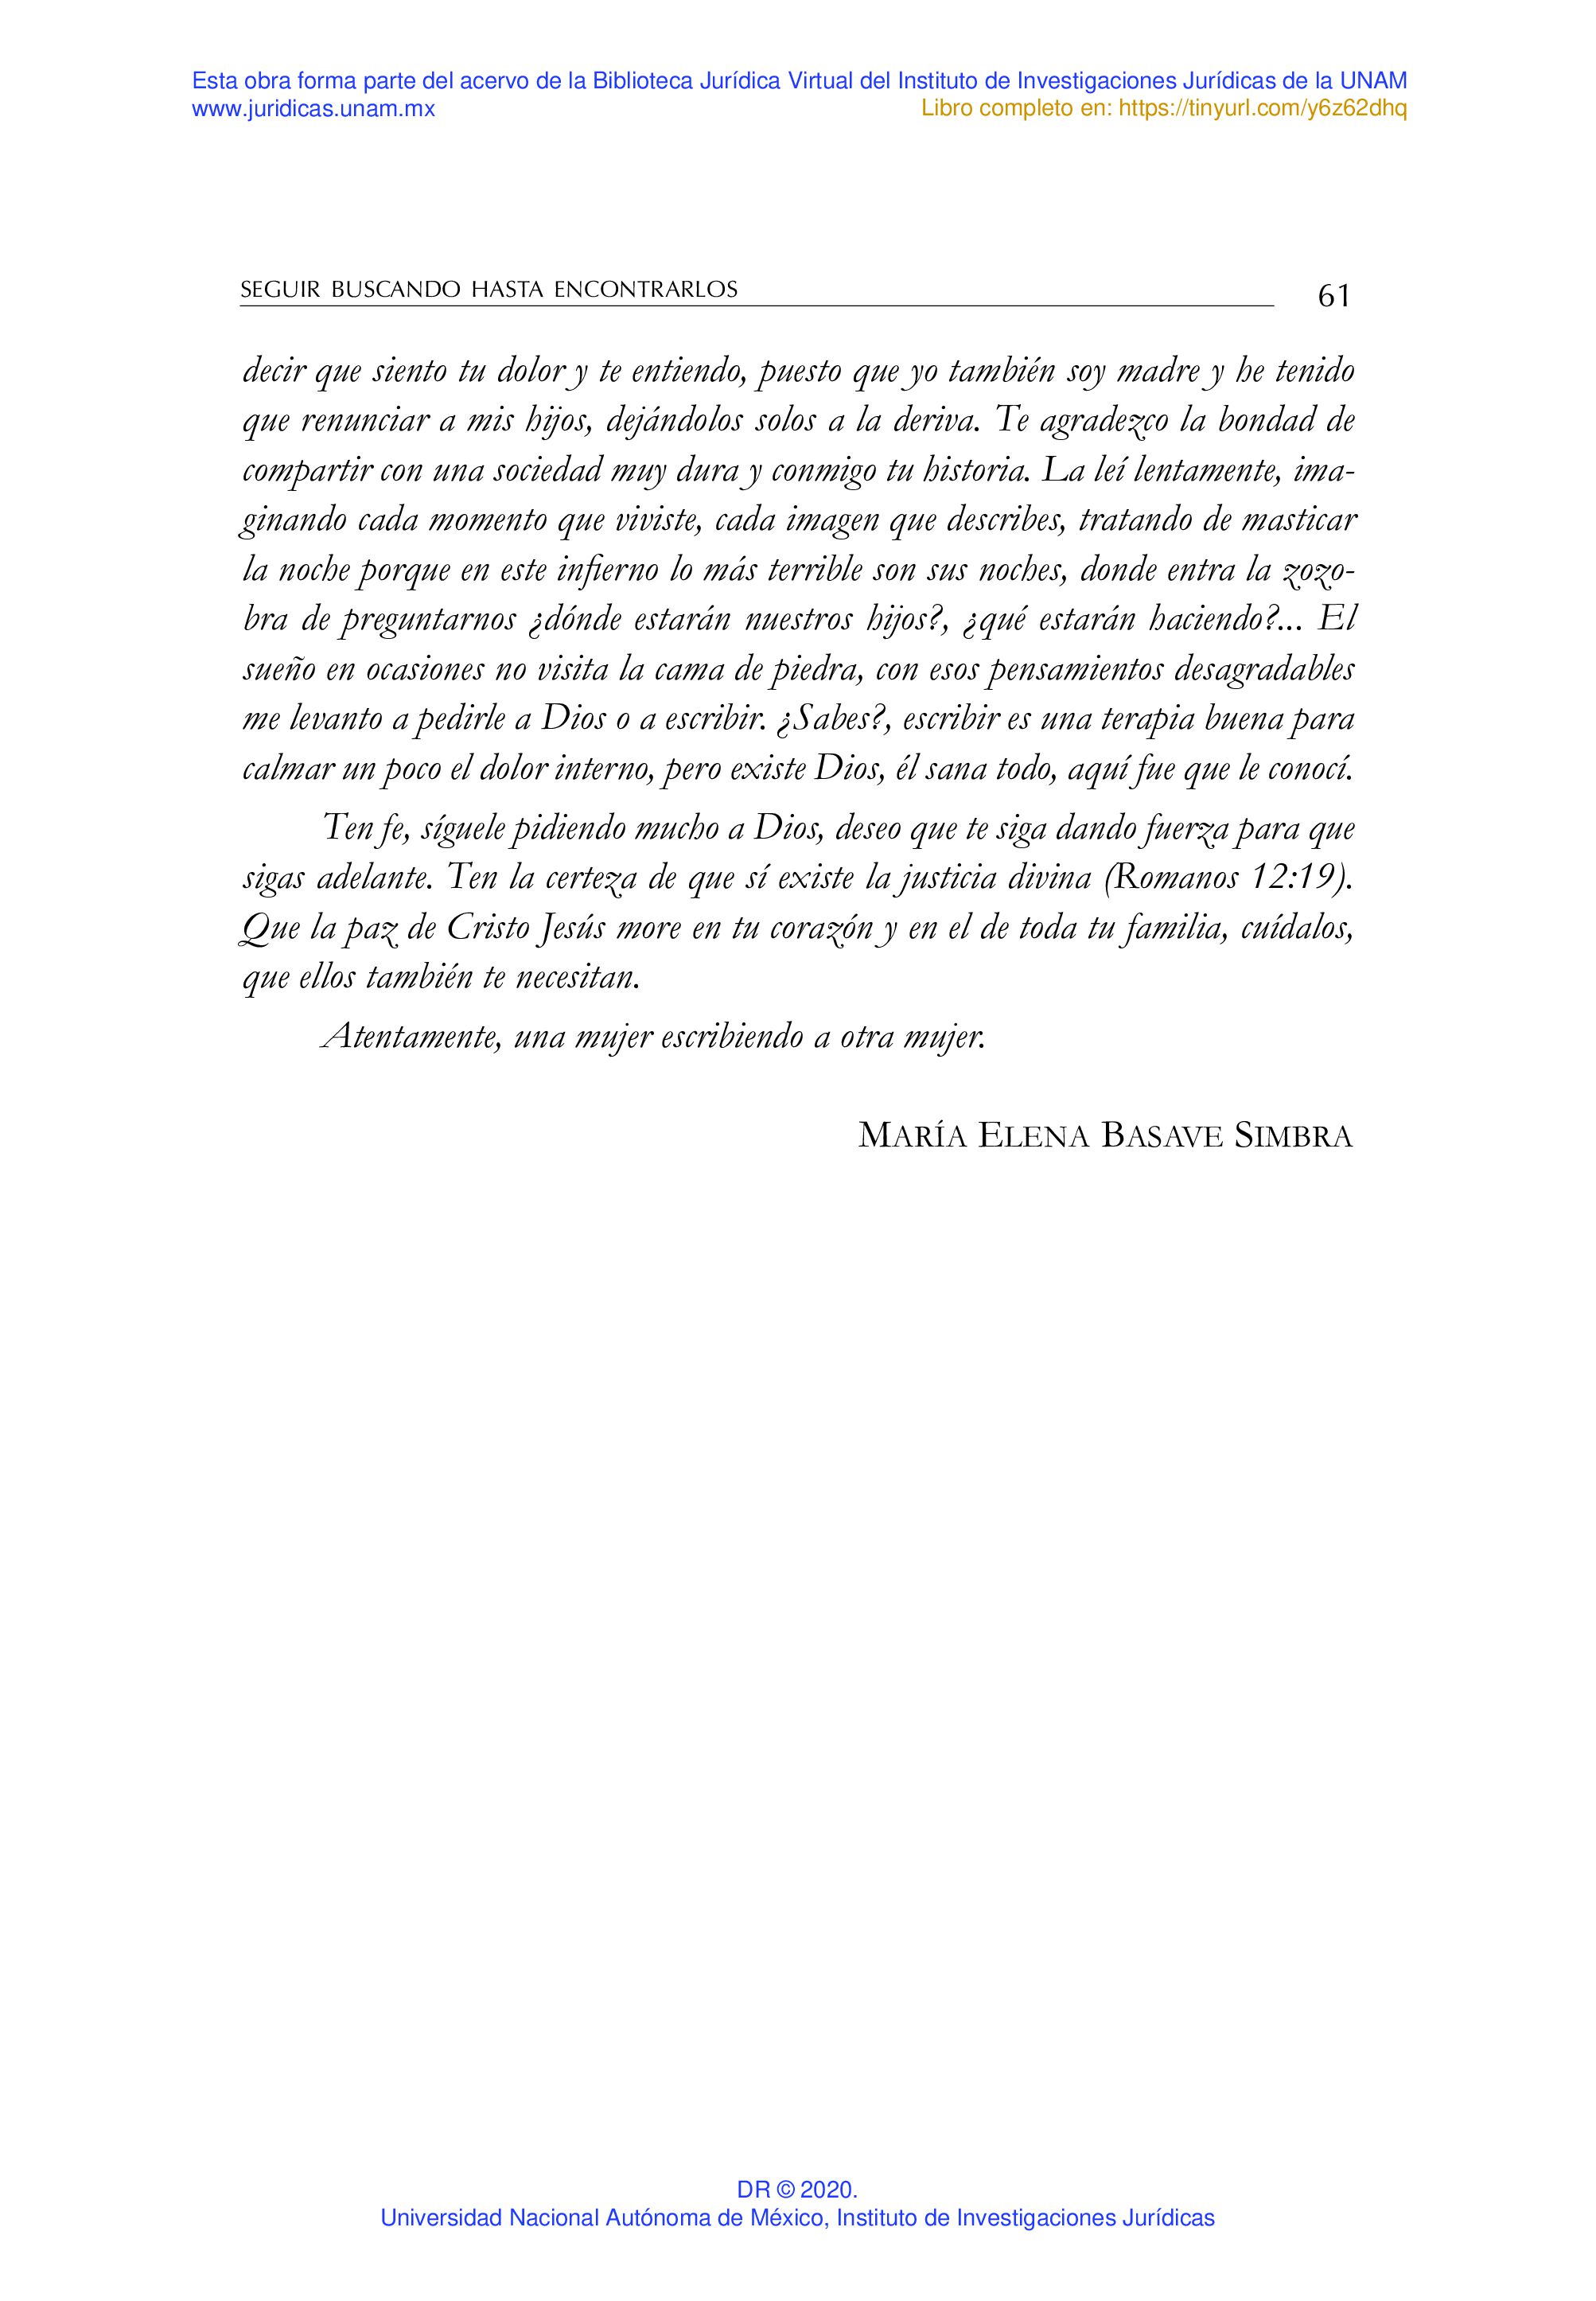 Esta obra forma parte del acervo de la Biblioteca Jurídica Virtual del Instituto de Investigaciones Jurídicas de la UNAM
www.juridicas.unam.mx
Libro completo en: https://tinyurl.com/y6z62dhq
SEGUIR BUSCANDO HASTA ENCONTRARLOS
61
decir que siento tu dolor y te entiendo, puesto que yo también soy madre y he tenido
que renunciar a mis hijos, dejándolos solos a la deriva. Te agradezco la bondad de
compartir con una sociedad muy dura y conmigo tu historia. La leí lentamente, ima-
ginando cada momento que viviste, cada imagen que describes, tratando de masticar
la noche porque en este infierno lo más terrible son sus noches, donde entra la zozo-
bra de preguntarnos ¿dónde estarán nuestros hijos?, ¿qué estarán haciendo?... El
sueño en ocasiones no visita la cama de piedra, con esos pensamientos desagradables
me levanto a pedirle a Dios o a escribir. ¿Sabes?, escribir es una terapia buena para
calmar un poco el dolor interno, pero existe Dios, él sana todo, aquí fue que le conocí.
Ten fe, síguele pidiendo mucho a Dios, deseo que te siga dando fuerza para que
sigas adelante. Ten la certeza de que sí existe la justicia divina (Romanos 12:19).
Que la paz de Cristo Jesús more en tu corazón y en el de toda tu familia, cuídalos,
que ellos también te necesitan.
Atentamente, una mujer escribiendo a otra mujer.
MARÍA ELENA BASAVE SIMBRA
DR © 2020.
Universidad Nacional Autónoma de México, Instituto de Investigaciones Jurídicas